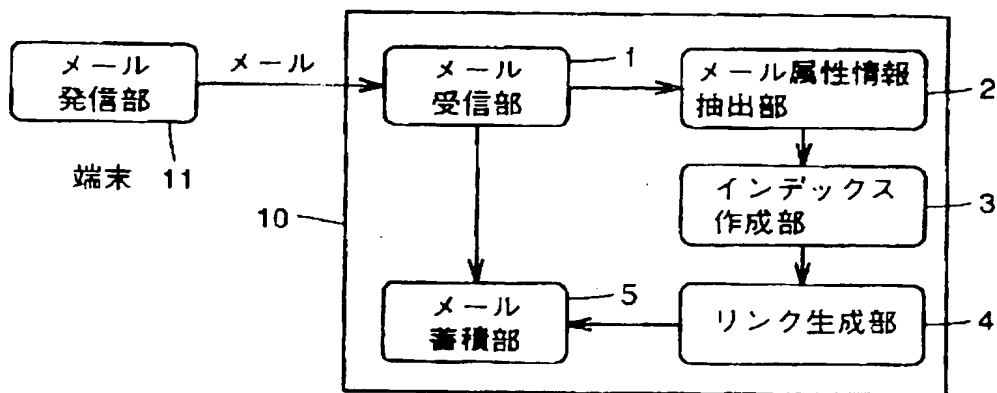 メール
発信部
メール
端末 11
10
メール
受信部
1
メール属性情報
抽出部
2
インデックス
作成部
3
リンク生成部
4
メール
蓄積部
5